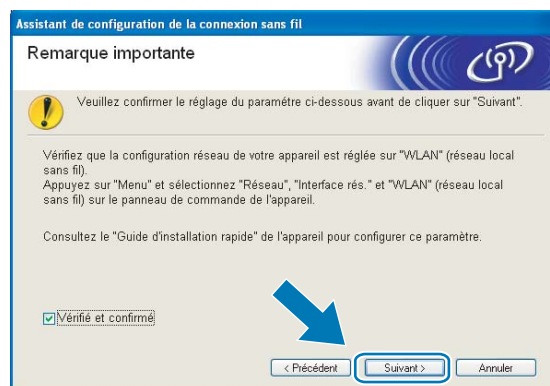 Assistant de configuration de la connexion sans fil
Remarque importante
Veuillez confirmer le réglage du paramétre ci-dessous avant de cliquer sur "Suivant".
Vérifiez que la configuration réseau de votre appareil est réglée sur "WLAN" (réseau local
sans fil).
Appuyez sur "Menu" et sélectionnez "Réseau", "Interface rés." et "WLAN" (réseau local
sans fil) sur le panneau de commande de l'appareil.
Consultez le "Guide d'installation rapide" de l'appareil pour configurer ce paramètre.
Vérifié et confirmé
< Précédent Suivant > Annuler